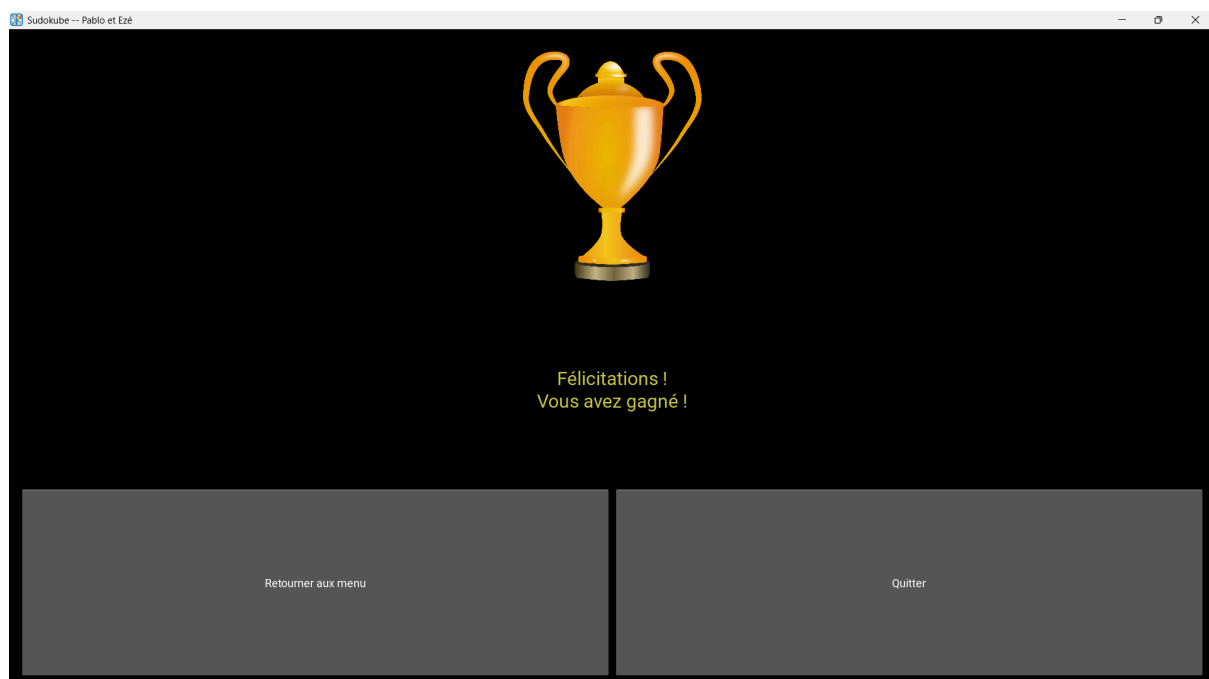 Sudokube -- Pablo et Ezé
Félicitations !
Vous avez gagné !
Retourner aux menu
Quitter